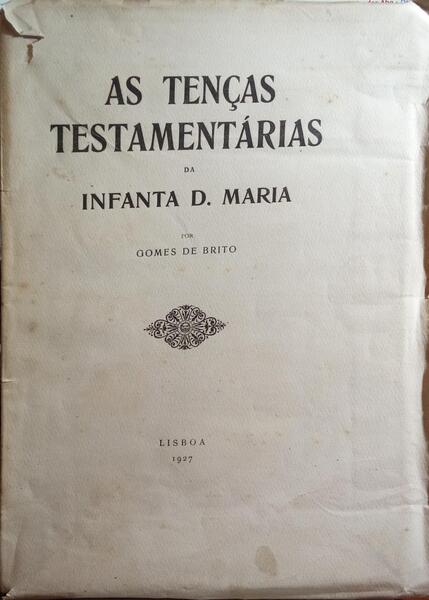 AS TENÇAS
TESTAMENTÁRIAS
DA
INFANTA D. MARIA
POR
GOMES DE BRITO
LISBOA
1927